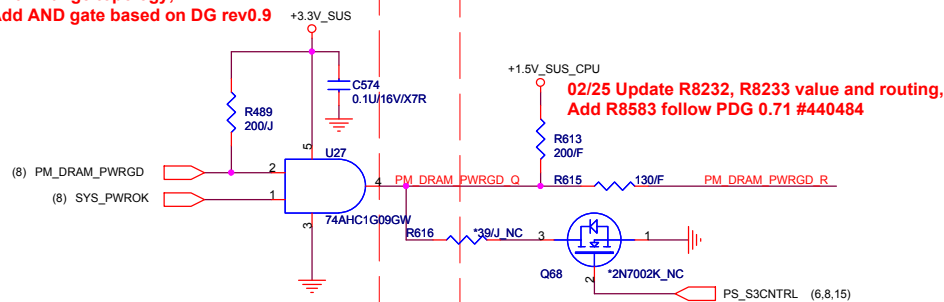 Add AND gate based on DG rev0.9
+3.3V_SUS
C574
0.1U/16V/X7R
R489
200/J
+1.5V_SUS_CPU
02/25 Update R8232, R8233 value and routing,
Add R8583 follow PDG 0.71 #440484
R613
200/F
5
U27
(8) PM_DRAM_PWRGD
2
4
PM_DRAM_PWRGD_Q
R615
130/F
PM_DRAM_PWRGD_R
(8) SYS_PWROK
1
74AHC1G09GW
3
R616
*39/J_NC
3
1
Q68
2
*2N7002K_NC
PS_S3CNTRL (6,8,15)